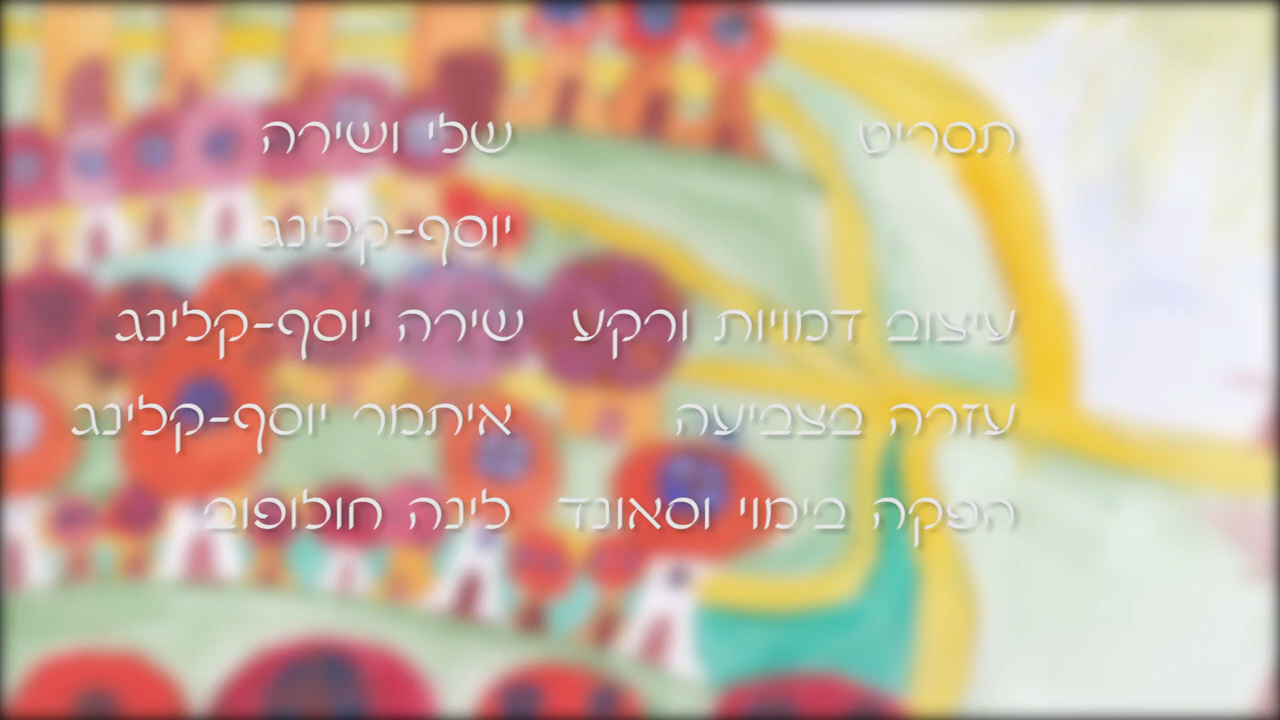 תסריט שלי ושירה
יוסף-קלינג
עיצוב דמויות ורקע שירה יוסף-קלינג
עזרה בצביעה איתמר יוסף-קלינג
הפקה בימוי וסאונד לינה חולופוב